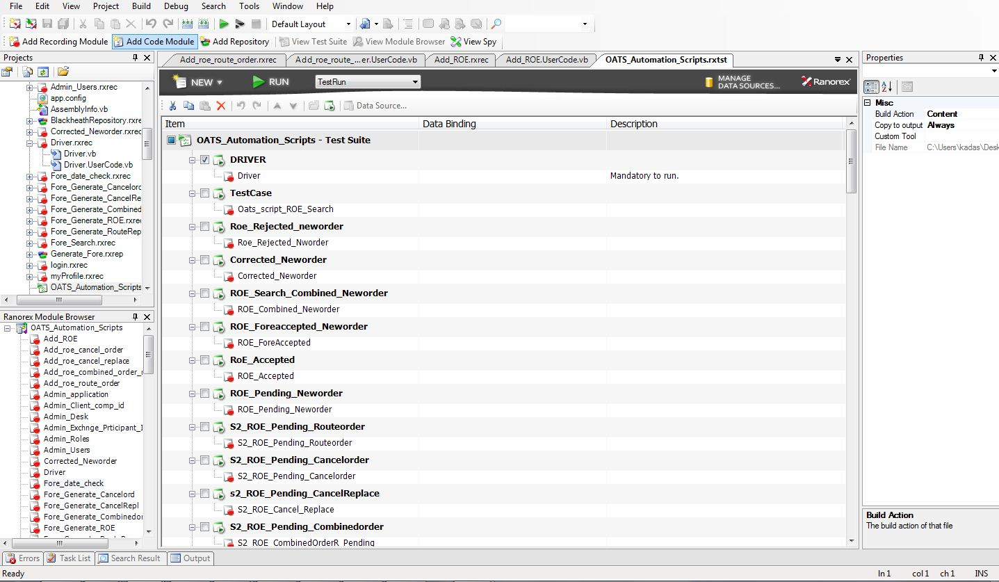 File Edit View Project Build Debug Search Tools Window Help
Default Layout
Add Recording Module Add Code Module Add Repository View Test Suite View Module Browser View Spy
Projects
Admin_Users.rxrec
app.config
AssemblyInfo.vb
BlackheathRepository.rxre
Corrected_Neworder.rxrec
Driver.rxrec
Driver.vb
Driver.UserCode.vb
Fore_date_check.rxrec
Fore_Generate_Cancelord
Fore_Generate_CancelRe
Fore_Generate_Combined
Fore_Generate_ROE.rxrec
Fore_Generate_RouteRep
Fore_Search.rxrec
Generate_Fore.rxrep
login.rxrec
myProfile.rxrec
OATS_Automation_Scripts
Ranorex Module Browser
OATS_Automation_Scripts
Add_ROE
Add_roe_cancel_order
Add_roe_cancel_replace
Add_roe_combined_order_r
Add_roe_route_order
Admin_application
Admin_Client_comp_id
Admin_Desk
Admin_Exchnge_Prticipant_I
Admin_Roles
Admin_Users
Corrected_Neworder
Driver
Fore_date_check
Fore_Generate_Cancelord
Fore_Generate_CancelRepl
Fore_Generate_Combinedor
Fore_Generate_ROE
Add_roe_route_order.rxrec Add_roe_route_...er.UserCode.vb Add_ROE.rxrec Add_ROE.UserCode.vb OATS_Automation_Scripts.rxtst
NEW RUN TestRun MANAGE DATA SOURCES... Ranorex
Data Source...
Item Data Binding Description
OATS_Automation_Scripts - Test Suite
DRIVER
Driver Mandatory to run.
TestCase
Oats_script_ROE_Search
Roe_Rejected_neworder
Roe_Rejected_Nworder
Corrected_Neworder
Corrected_Neworder
ROE_Search_Combined_Neworder
ROE_Combined_Neworder
ROE_Foreaccepted_Neworder
ROE_ForeAccepted
RoE_Accepted
ROE_Accepted
ROE_Pending_Neworder
ROE_Pending_Neworder
S2_ROE_Pending_Routeorder
S2_ROE_Pending_Routeorder
S2_ROE_Pending_Cancelorder
S2_ROE_Pending_Cancelorder
s2_ROE_Pending_CancelReplace
S2_ROE_Cancel_Replace
S2_ROE_Pending_Combinedorder
S2_ROE_CombinedOrderR_Pending
Properties
Misc
Build Action Content
Copy to output Always
Custom Tool
File Name C:\Users\kadas\Desk
Build Action
The build action of that file
Errors Task List Search Result Output
Ready ln 1 col 1 ch 1 INS